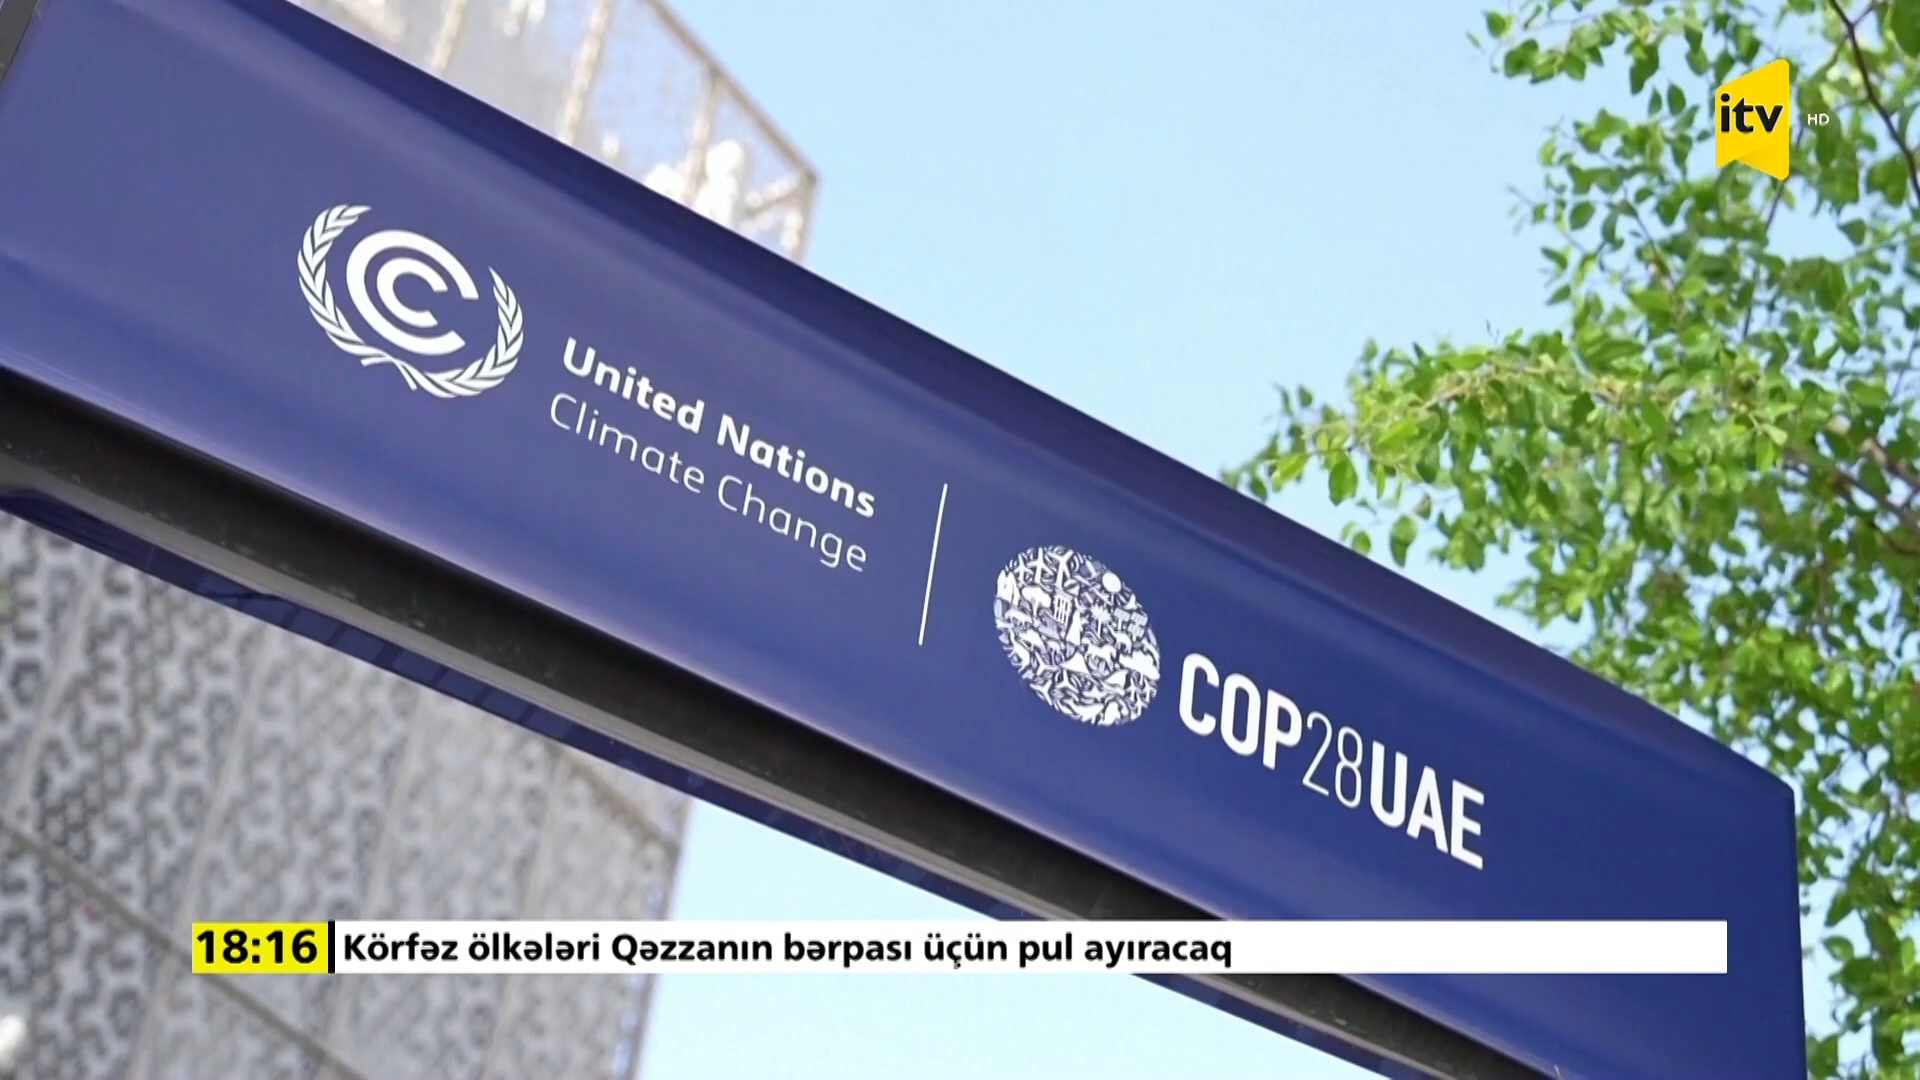 itv HD
United Nations
Climate Change
COP28UAE
18:16 Körfəz ölkələri Qəzzanın bərpası üçün pul ayıracaq